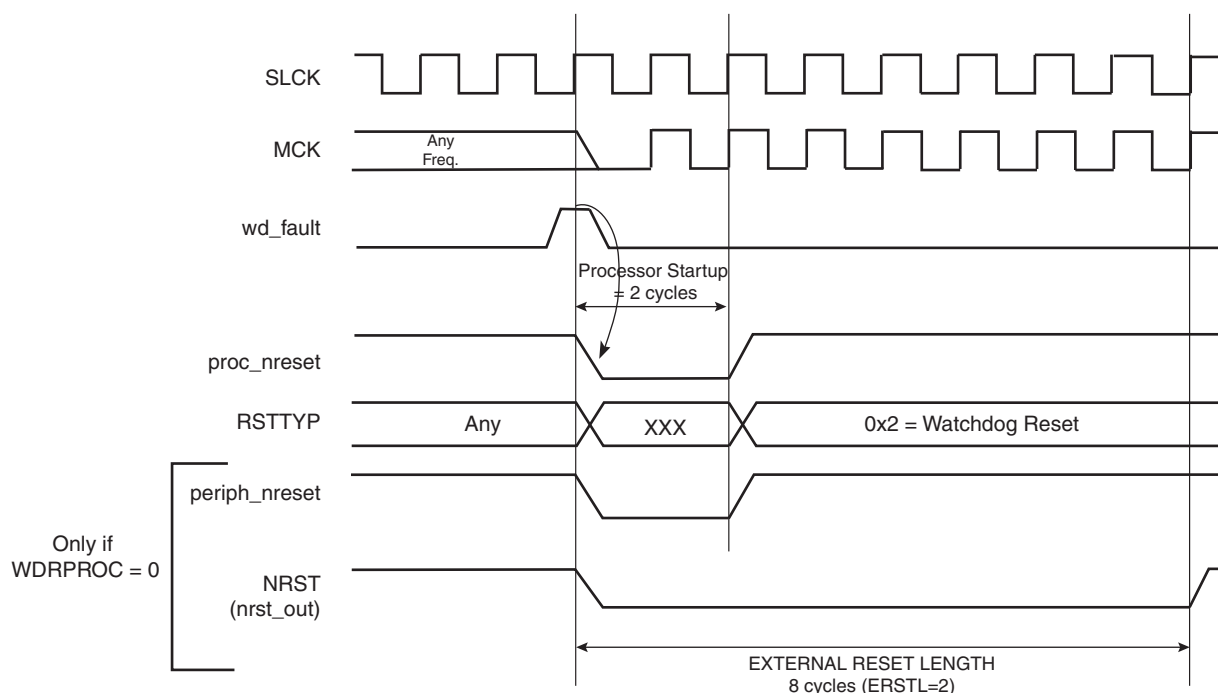 SLCK
MCK
Any
Freq.
wd_fault
Processor Startup
= 2 cycles
proc_nreset
RSTTYP
Any
XXX
0x2 = Watchdog Reset
periph_nreset
Only if
WDRPROC = 0
NRST
(nrst_out)
EXTERNAL RESET LENGTH
8 cycles (ERSTL=2)